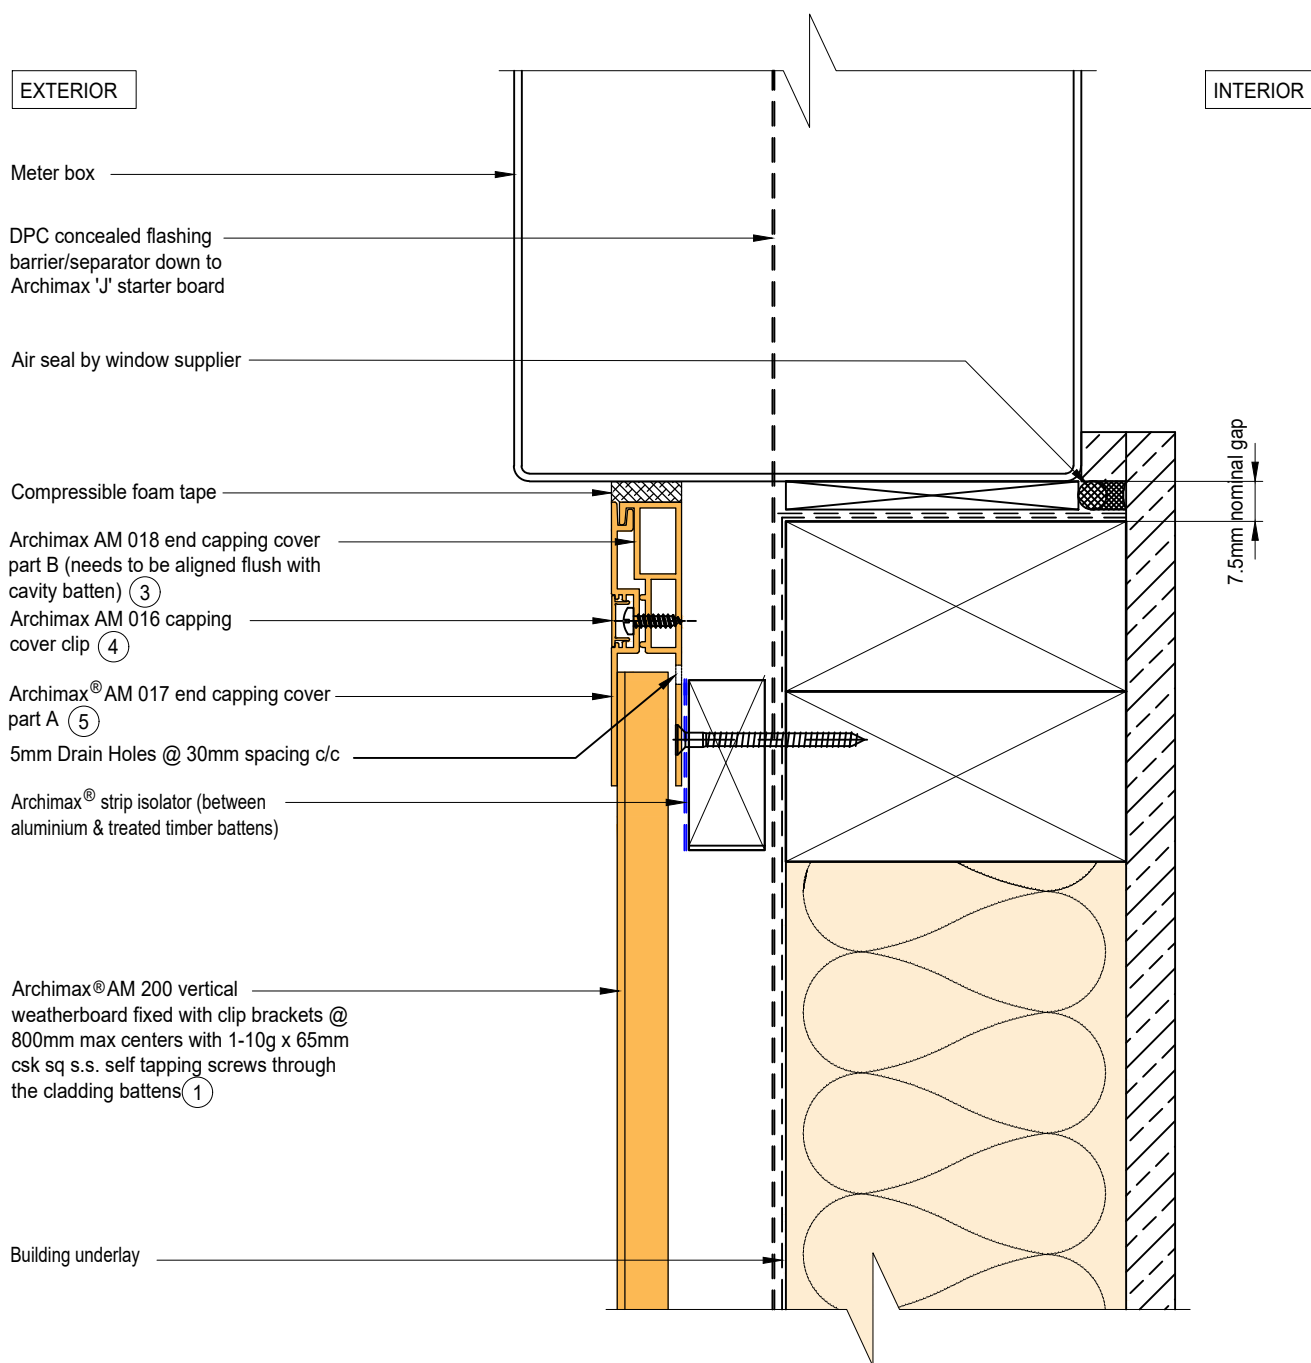 EXTERIOR
INTERIOR
Meter box
DPC concealed flashing
barrier/separator down to
Archimax 'J' starter board
Air seal by window supplier
7.5mm nominal gap
Compressible foam tape
Archimax AM 018 end capping cover
part B (needs to be aligned flush with
cavity batten) 3
Archimax AM 016 capping
cover clip 4
Archimax® AM 017 end capping cover
part A 5
5mm Drain Holes @ 30mm spacing c/c
Archimax® strip isolator (between
aluminium & treated timber battens)
Archimax® AM 200 vertical
weatherboard fixed with clip brackets @
800mm max centers with 1-10g x 65mm
csk sq s.s. self tapping screws through
the cladding battens 1
Building underlay